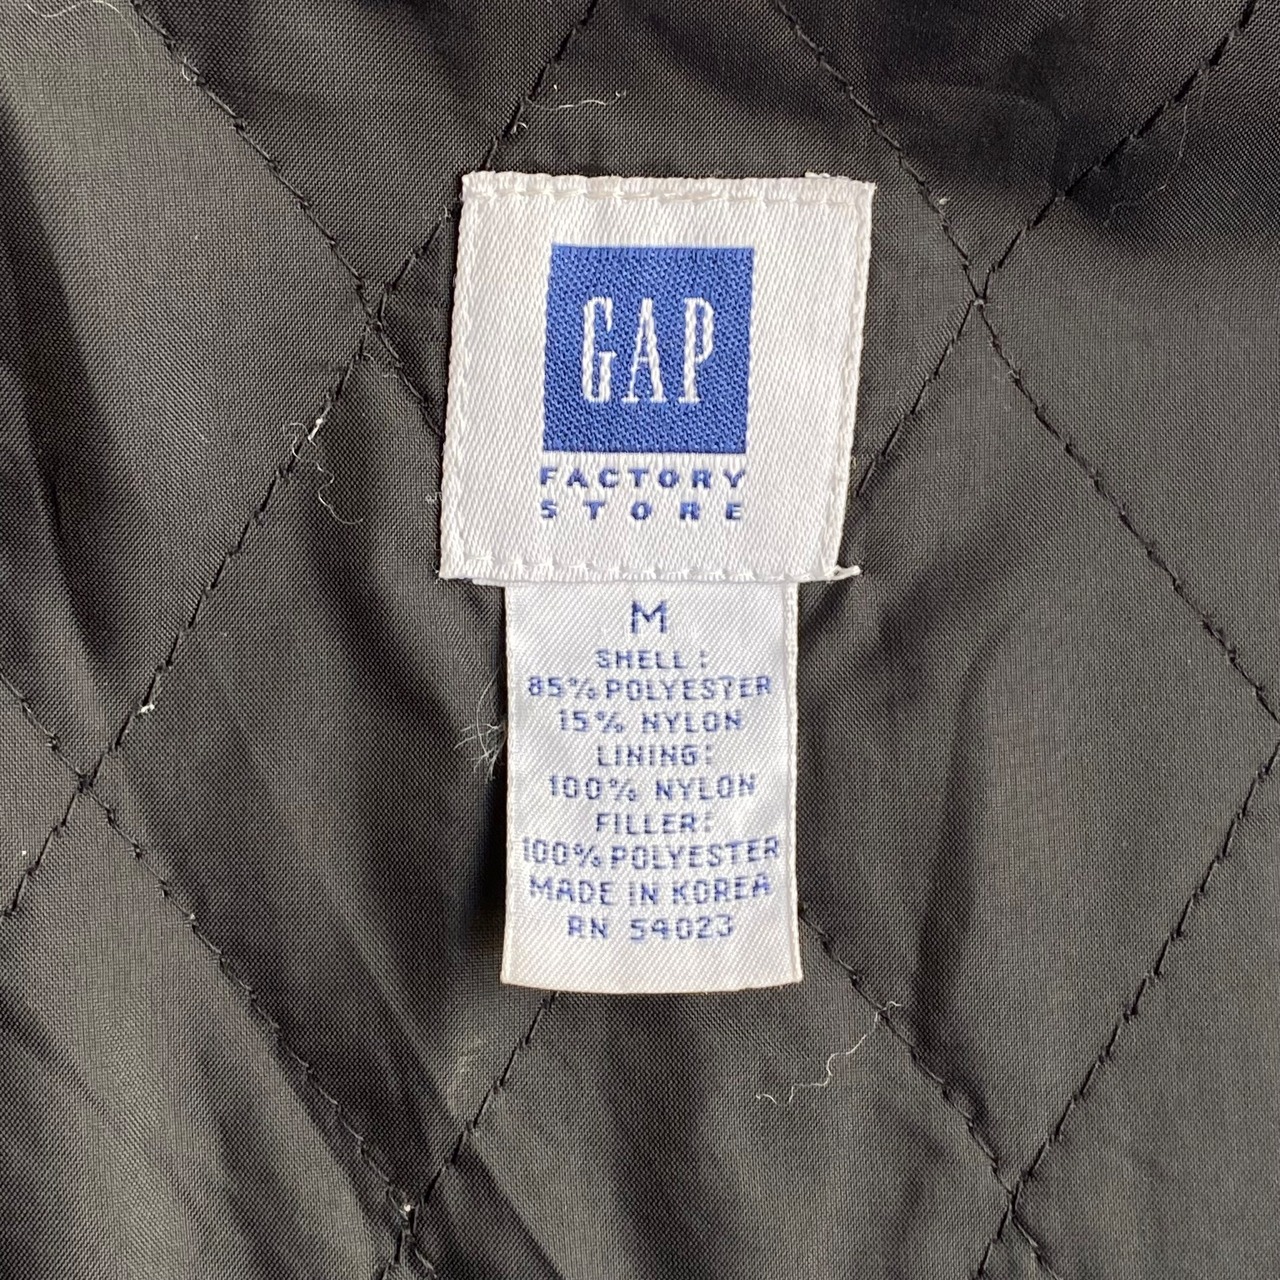 GAP
FACTORY
STORE
M
SHELL:
85% POLYESTER
15% NYLON
LINING:
100% NYLON
FILLER:
100% POLYESTER
MADE IN KOREA
RN 54023